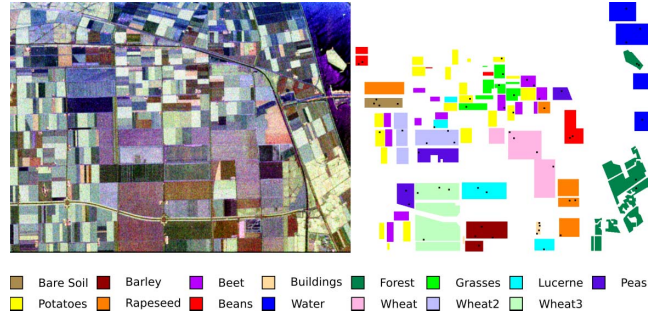 Bare Soil Barley Beet Buildings Forest Grasses Lucerne Peas
Potatoes Rapeseed Beans Water Wheat Wheat2 Wheat3